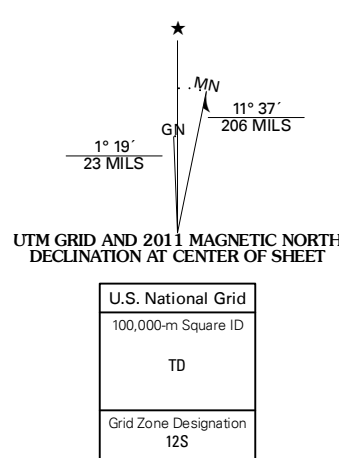 MN
11° 37´
206 MILS
GN
1° 19´
23 MILS
UTM GRID AND 2011 MAGNETIC NORTH
DECLINATION AT CENTER OF SHEET
U.S. National Grid
100,000-m Square ID
TD
Grid Zone Designation
12S